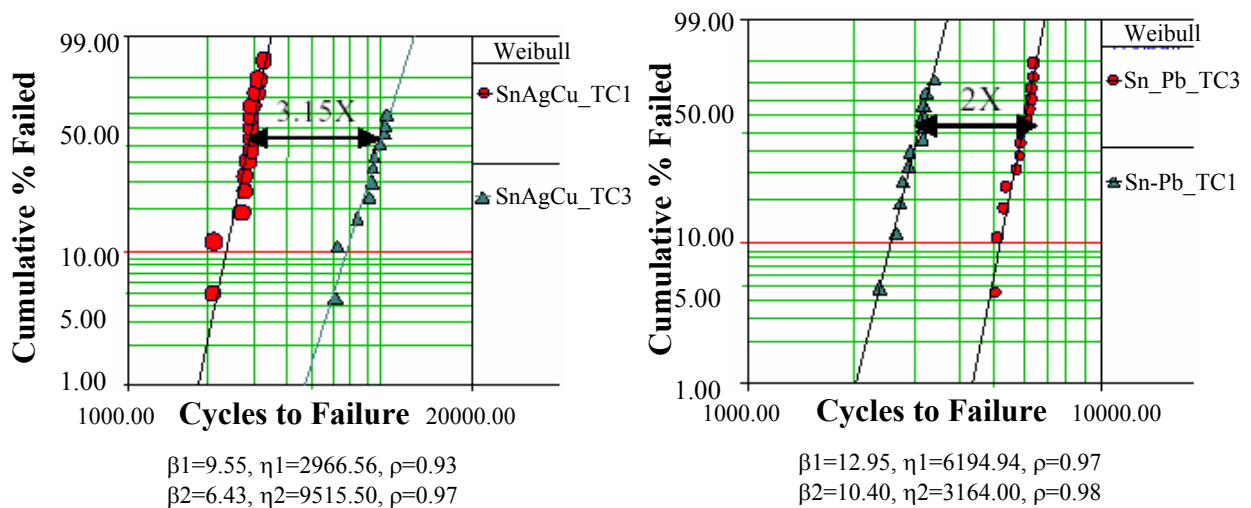 99.00
Weibull
SnAgCu_TC1
3.15X
50.00
SnAgCu_TC3
10.00
5.00
1.00
Cumulative % Failed
1000.00
Cycles to Failure
20000.00
β1=9.55, η1=2966.56, ρ=0.93
β2=6.43, η2=9515.50, ρ=0.97
99.00
Weibull
Sn_Pb_TC3
2X
50.00
Sn-Pb_TC1
10.00
5.00
1.00
Cumulative % Failed
1000.00
Cycles to Failure
10000.00
β1=12.95, η1=6194.94, ρ=0.97
β2=10.40, η2=3164.00, ρ=0.98